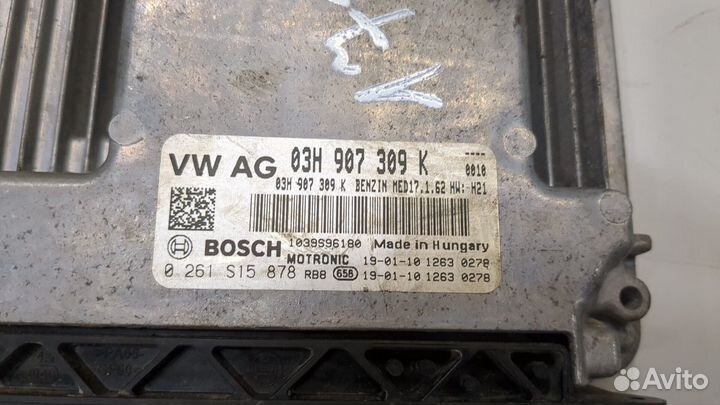 VW AG 03H 907 309 K
0010
03H 907 309 K BENZIN MED17.1.62 HW: H21
BOSCH 1039S96180 Made in Hungary
MOTRONIC 19-01-10 1263 0278
0 261 S15 878 RBB 656 19-01-10 1263 0278
Avito